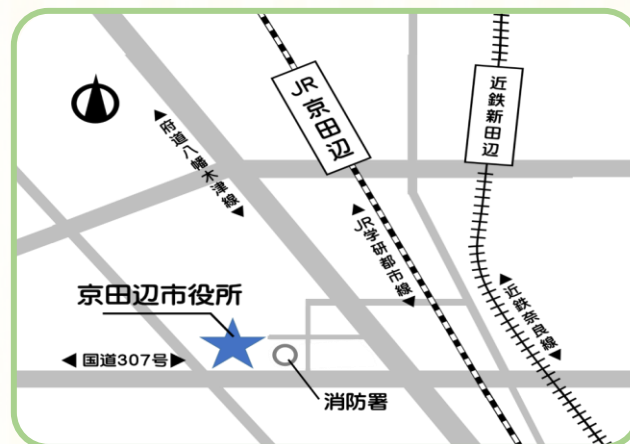 JR京田辺
近鉄新田辺
◀府道八幡木津線▶
◀JR学研都市線▶
◀近鉄奈良線▶
京田辺市役所
◀国道307号▶
消防署